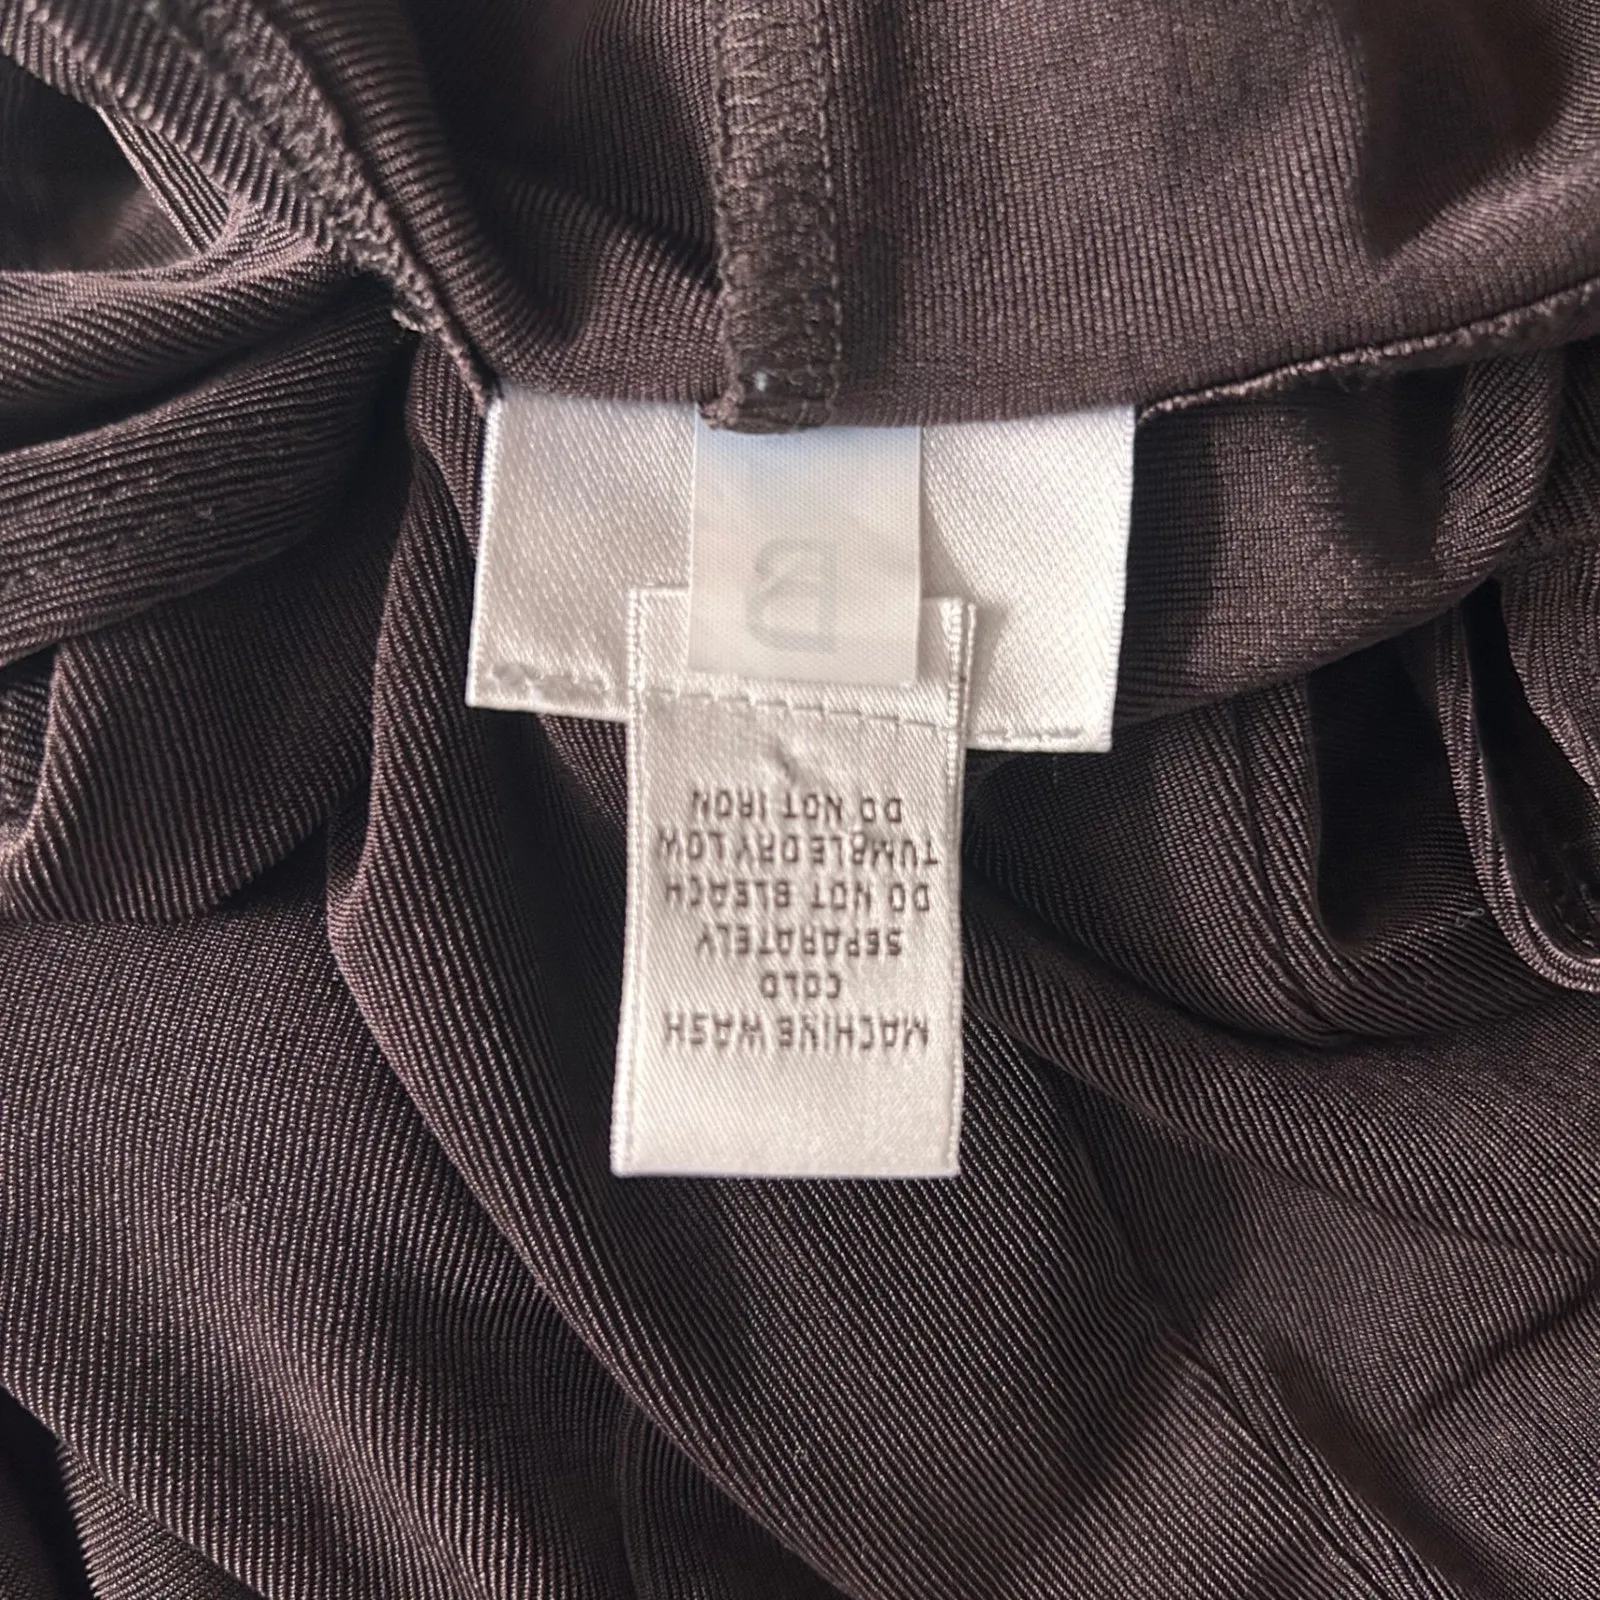 MACHINE WASH
COLD
SEPARATELY
DO NOT BLEACH
TUMBLE DRY LOW
DO NOT IRON